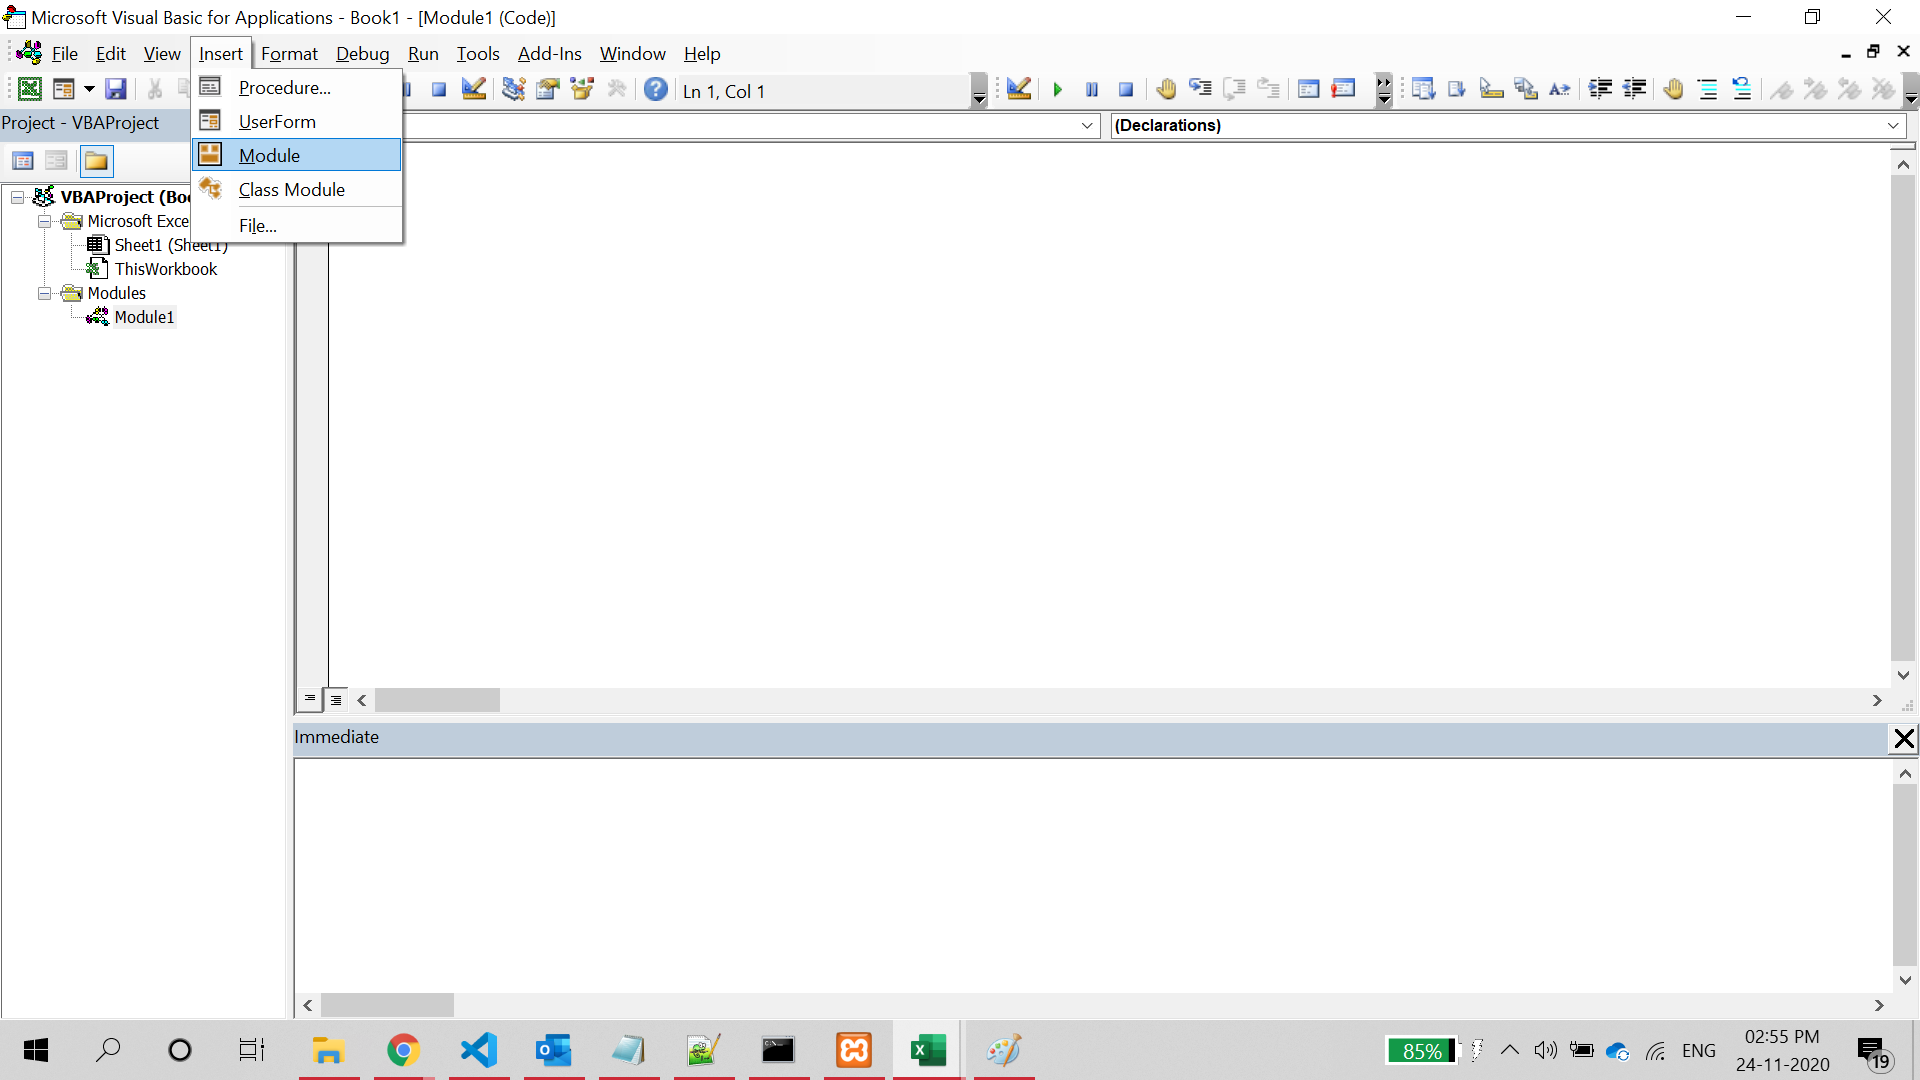 Microsoft Visual Basic for Applications - Book1 - [Module1 (Code)]
File Edit View Insert Format Debug Run Tools Add-Ins Window Help
Procedure...
UserForm
Module
Class Module
File...
Ln 1, Col 1
Project - VBAProject
(Declarations)
VBAProject (Boo
Microsoft Exce
Sheet1 (Sheet1)
ThisWorkbook
Modules
Module1
Immediate
85%
ENG
02:55 PM
24-11-2020
19